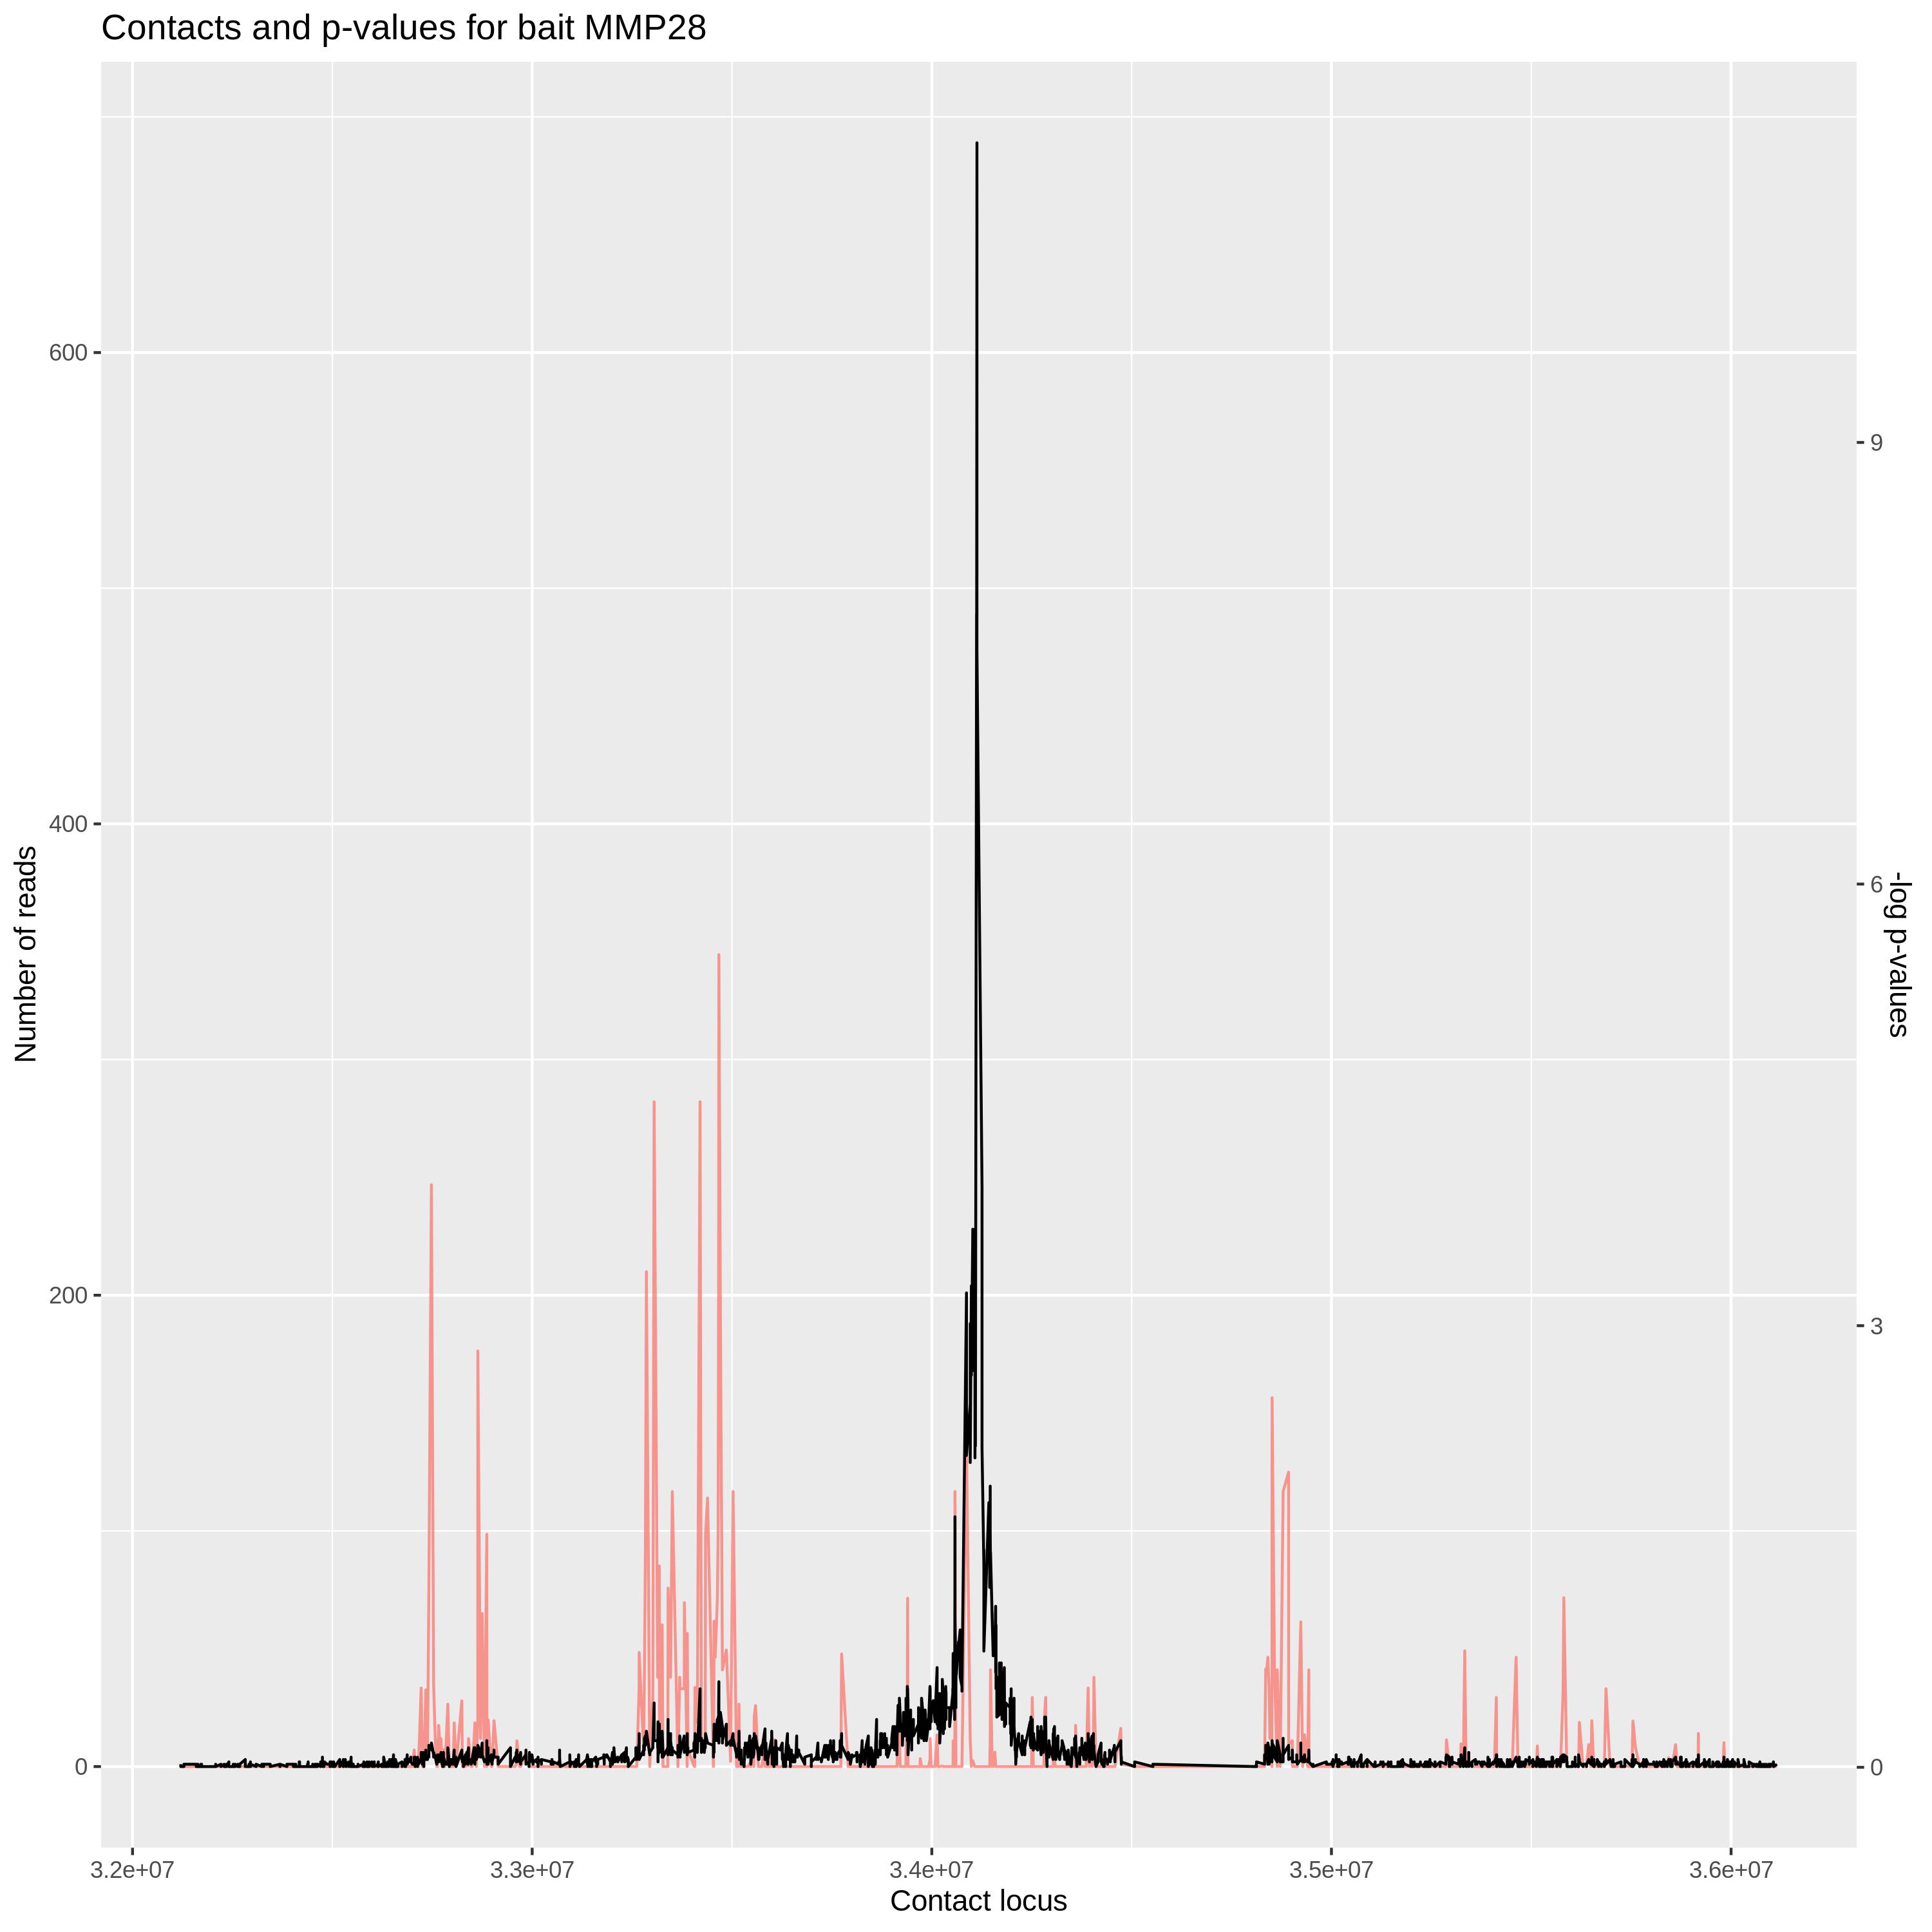 Contacts and p-values for bait MMP28
600
400
200
0
Number of reads
9
6
3
0
-log p-values
3.2e+07 3.3e+07 3.4e+07 3.5e+07 3.6e+07
Contact locus